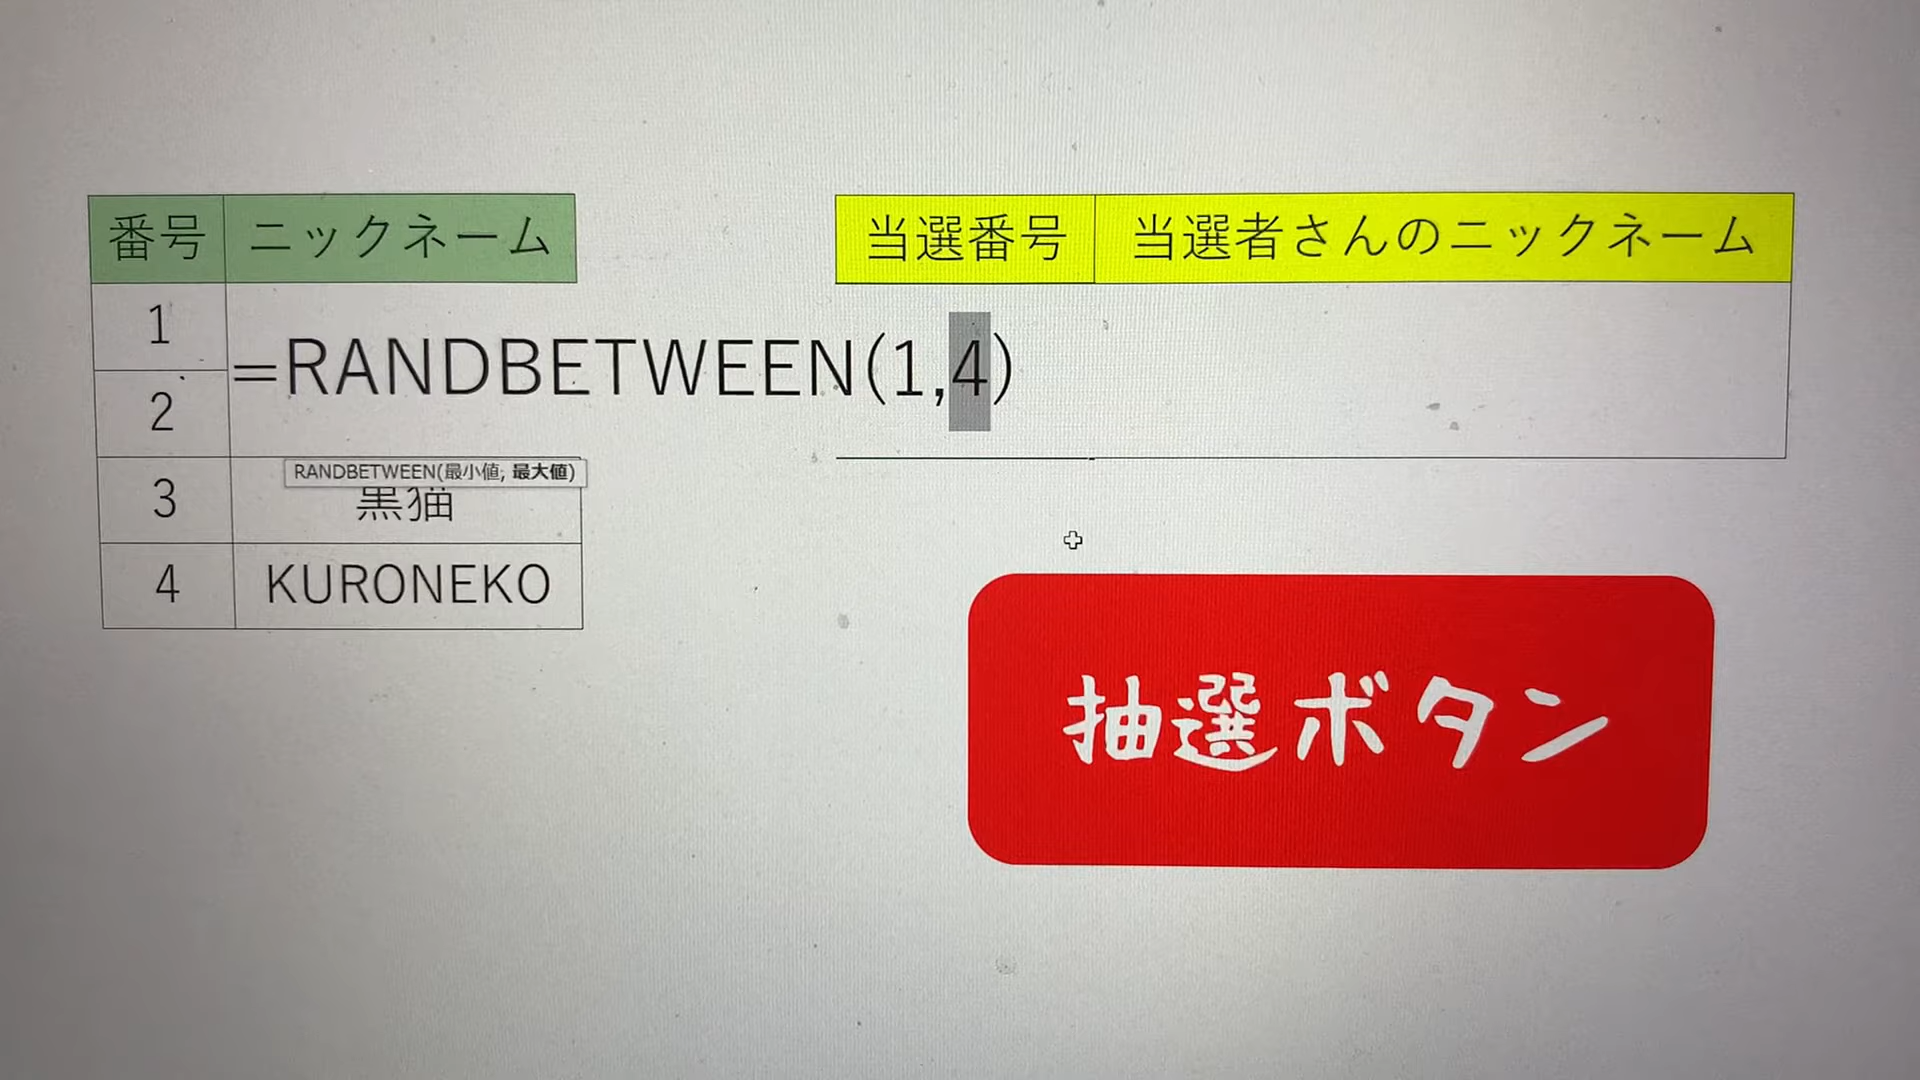 番号 ニックネーム 当選番号 当選者さんのニックネーム
1
=RANDBETWEEN(1,4)
2
RANDBETWEEN(最小値, 最大値)
3 黒猫
4 KURONEKO
抽選ボタン